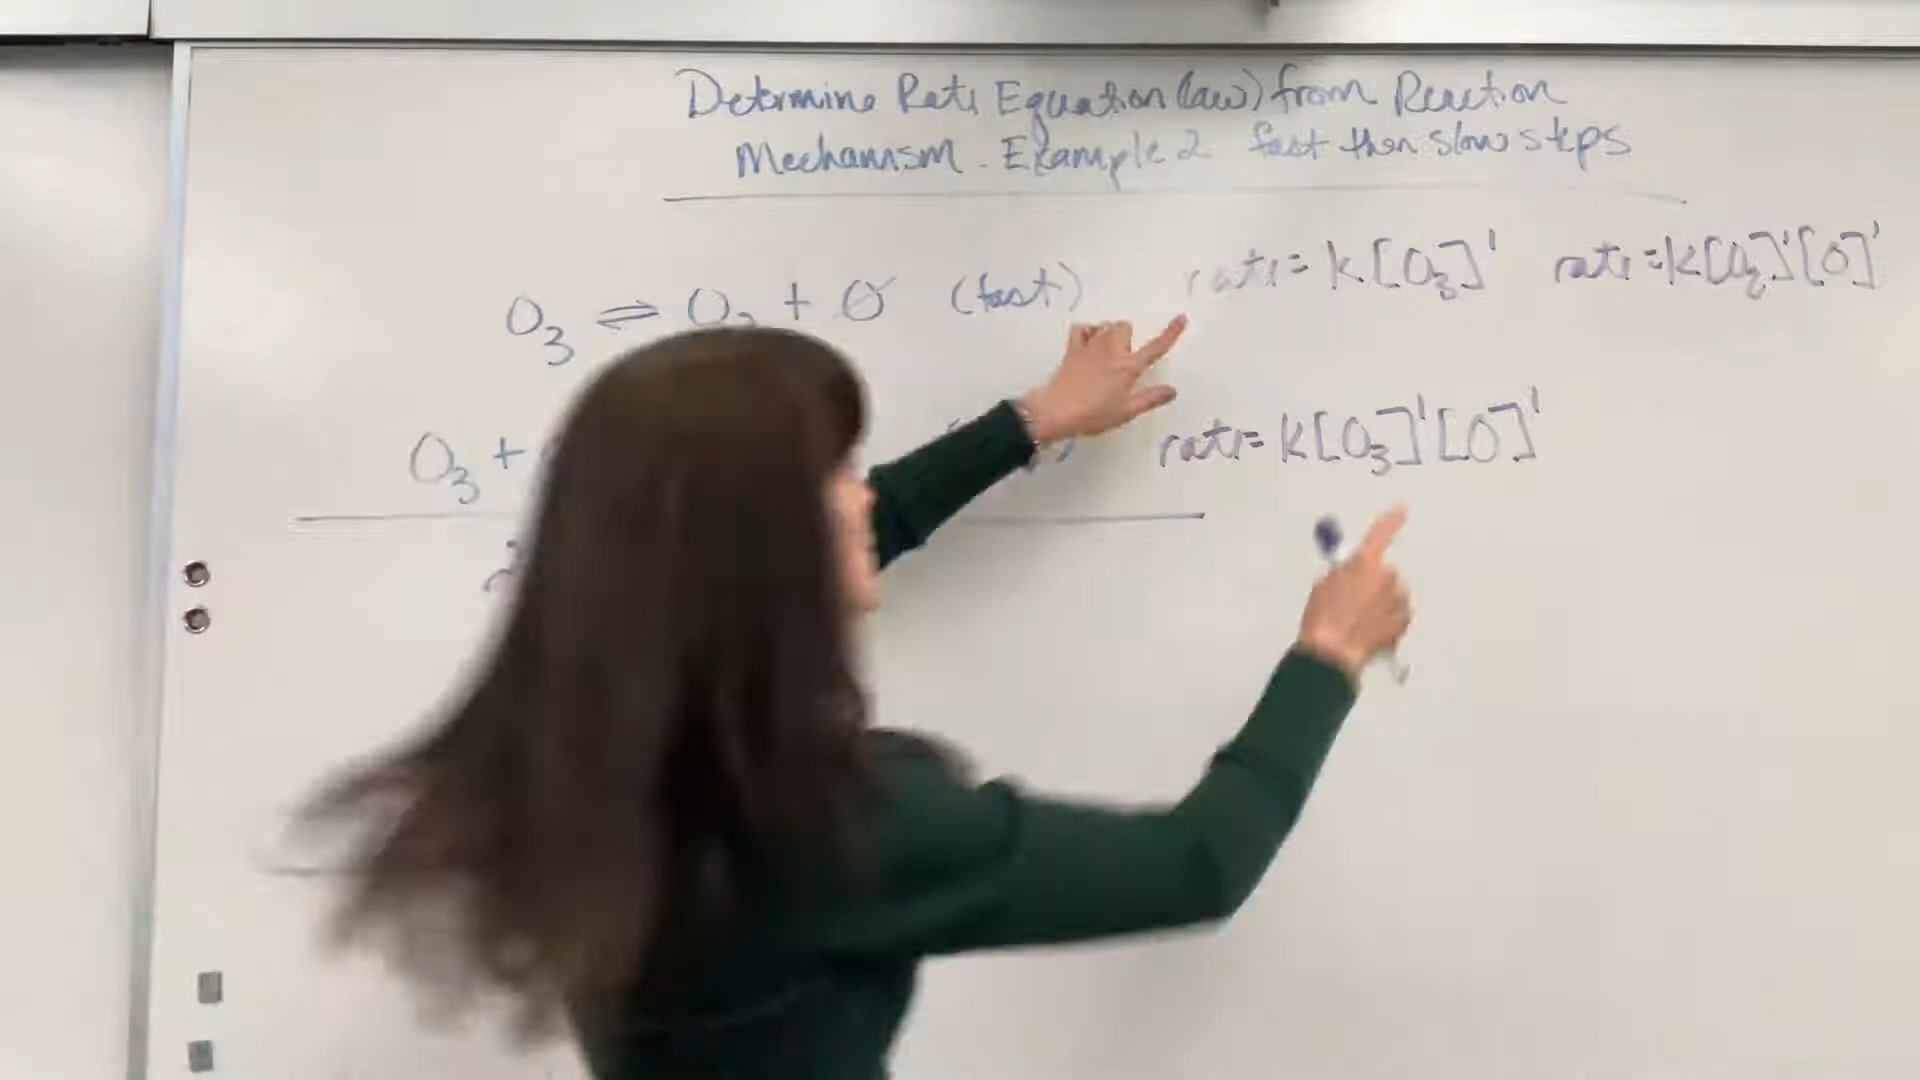 Determine Rate Equation (law) from Reaction
Mechanism - Example 2 fast then slow steps
O₃ ⇌ O₂ + O (fast) rate = k[O₃]¹ rate = k[O₂]¹[O]¹
O₃ + rate = k[O₃]¹[O]¹